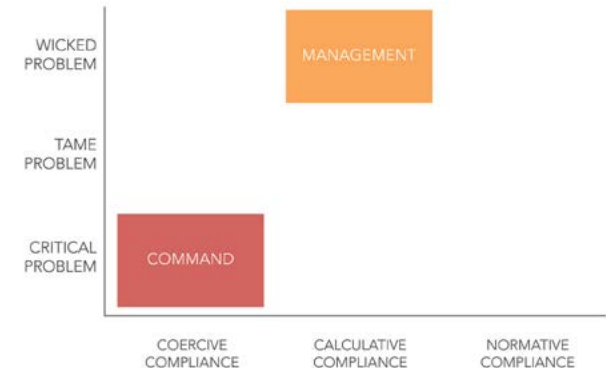 WICKED
PROBLEM
MANAGEMENT
TAME
PROBLEM
CRITICAL
PROBLEM
COMMAND
COERCIVE
COMPLIANCE
CALCULATIVE
COMPLIANCE
NORMATIVE
COMPLIANCE